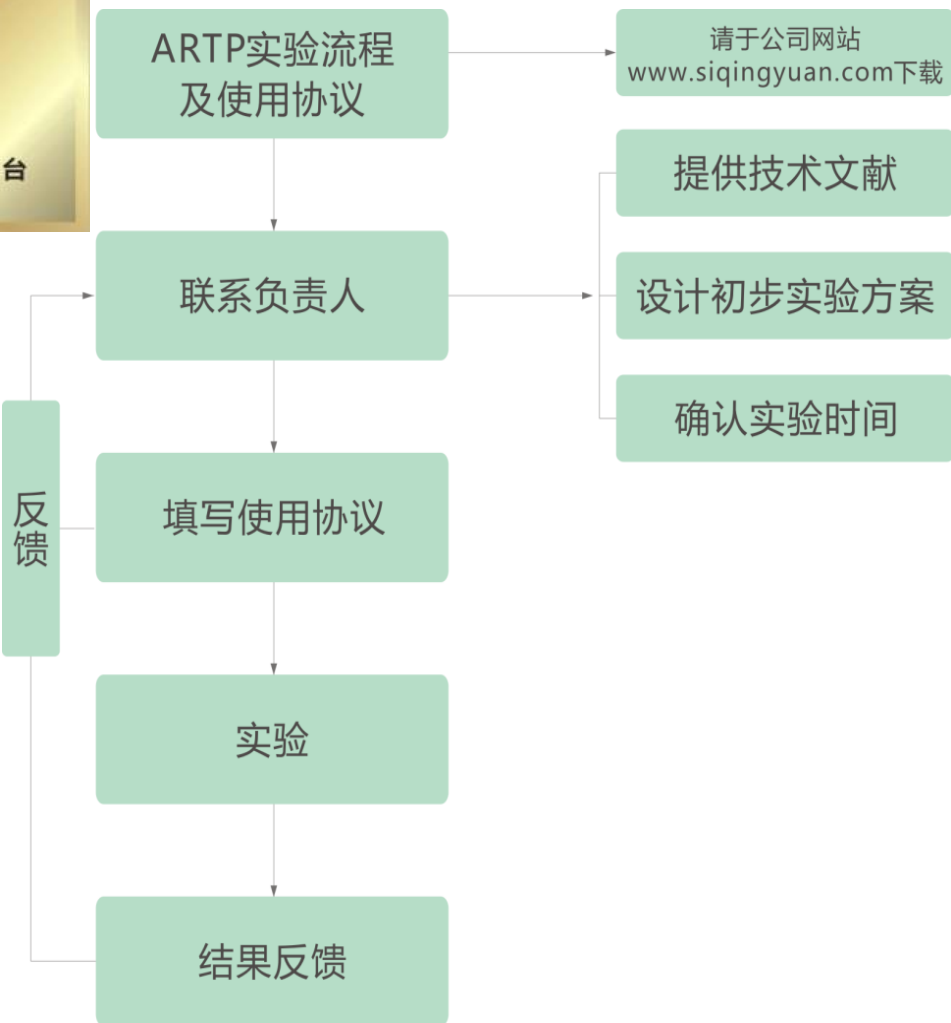 ARTP实验流程
及使用协议
请于公司网站
www.siqingyuan.com下载
台
提供技术文献
联系负责人
设计初步实验方案
确认实验时间
反
馈
填写使用协议
实验
结果反馈